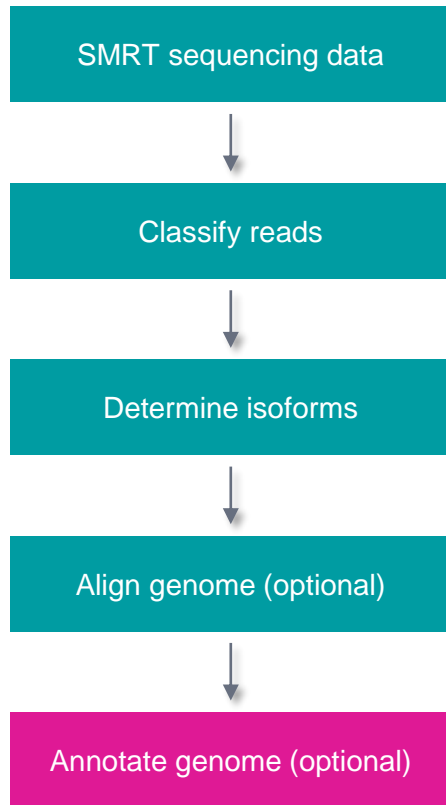 SMRT sequencing data
Classify reads
Determine isoforms
Align genome (optional)
Annotate genome (optional)